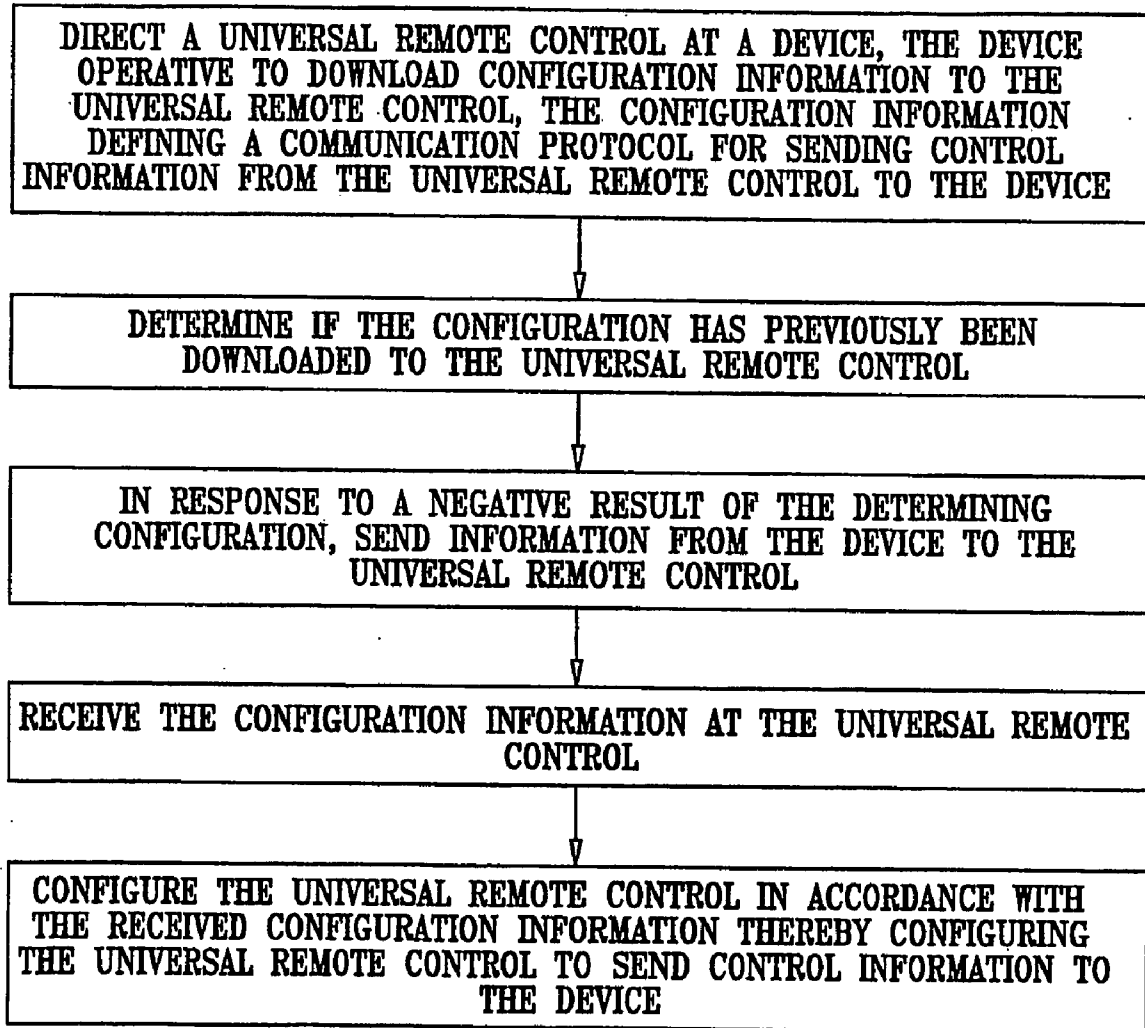 DIRECT A UNIVERSAL REMOTE CONTROL AT A DEVICE, THE DEVICE
OPERATIVE TO DOWNLOAD CONFIGURATION INFORMATION TO THE
UNIVERSAL REMOTE CONTROL, THE CONFIGURATION INFORMATION
DEFINING A COMMUNICATION PROTOCOL FOR SENDING CONTROL
INFORMATION FROM THE UNIVERSAL REMOTE CONTROL TO THE DEVICE
DETERMINE IF THE CONFIGURATION HAS PREVIOUSLY BEEN
DOWNLOADED TO THE UNIVERSAL REMOTE CONTROL
IN RESPONSE TO A NEGATIVE RESULT OF THE DETERMINING
CONFIGURATION, SEND INFORMATION FROM THE DEVICE TO THE
UNIVERSAL REMOTE CONTROL
RECEIVE THE CONFIGURATION INFORMATION AT THE UNIVERSAL REMOTE
CONTROL
CONFIGURE THE UNIVERSAL REMOTE CONTROL IN ACCORDANCE WITH
THE RECEIVED CONFIGURATION INFORMATION THEREBY CONFIGURING
THE UNIVERSAL REMOTE CONTROL TO SEND CONTROL INFORMATION TO
THE DEVICE